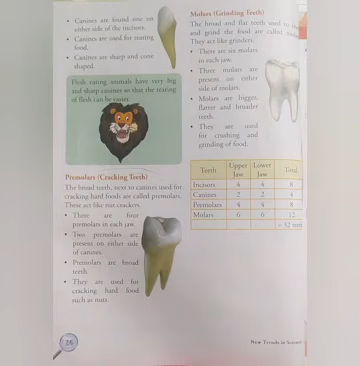 • Canines are found one on
either side of the incisors.
• Canines are used for tearing
food.
• Canines are sharp and cone
shaped.
Flesh eating animals have very big
and sharp canines so that the tearing
of flesh can be easier.
Premolars (Cracking Teeth)
The broad teeth, next to canines used for
cracking hard foods are called premolars.
These act like nut crackers.
• There are four
premolars in each jaw.
• Two premolars are
present on either side
of canines.
• Premolars are broad
teeth.
• They are used for
cracking hard food
such as nuts.
26
Molars (Grinding Teeth)
The broad and flat teeth used to
and grind the food are called
They act like grinders.
• There are six molars
in each jaw.
• Three molars are
present on either
side of molars.
• Molars are bigger,
flatter and broader
teeth.
• They are used for
crushing and
grinding of food.
Teeth Upper Jaw Lower Jaw Total
Incisors 4 4 8
Canines 2 2 4
Premolars 4 4 8
Molars 6 6 12
= 32
New Trends in Science